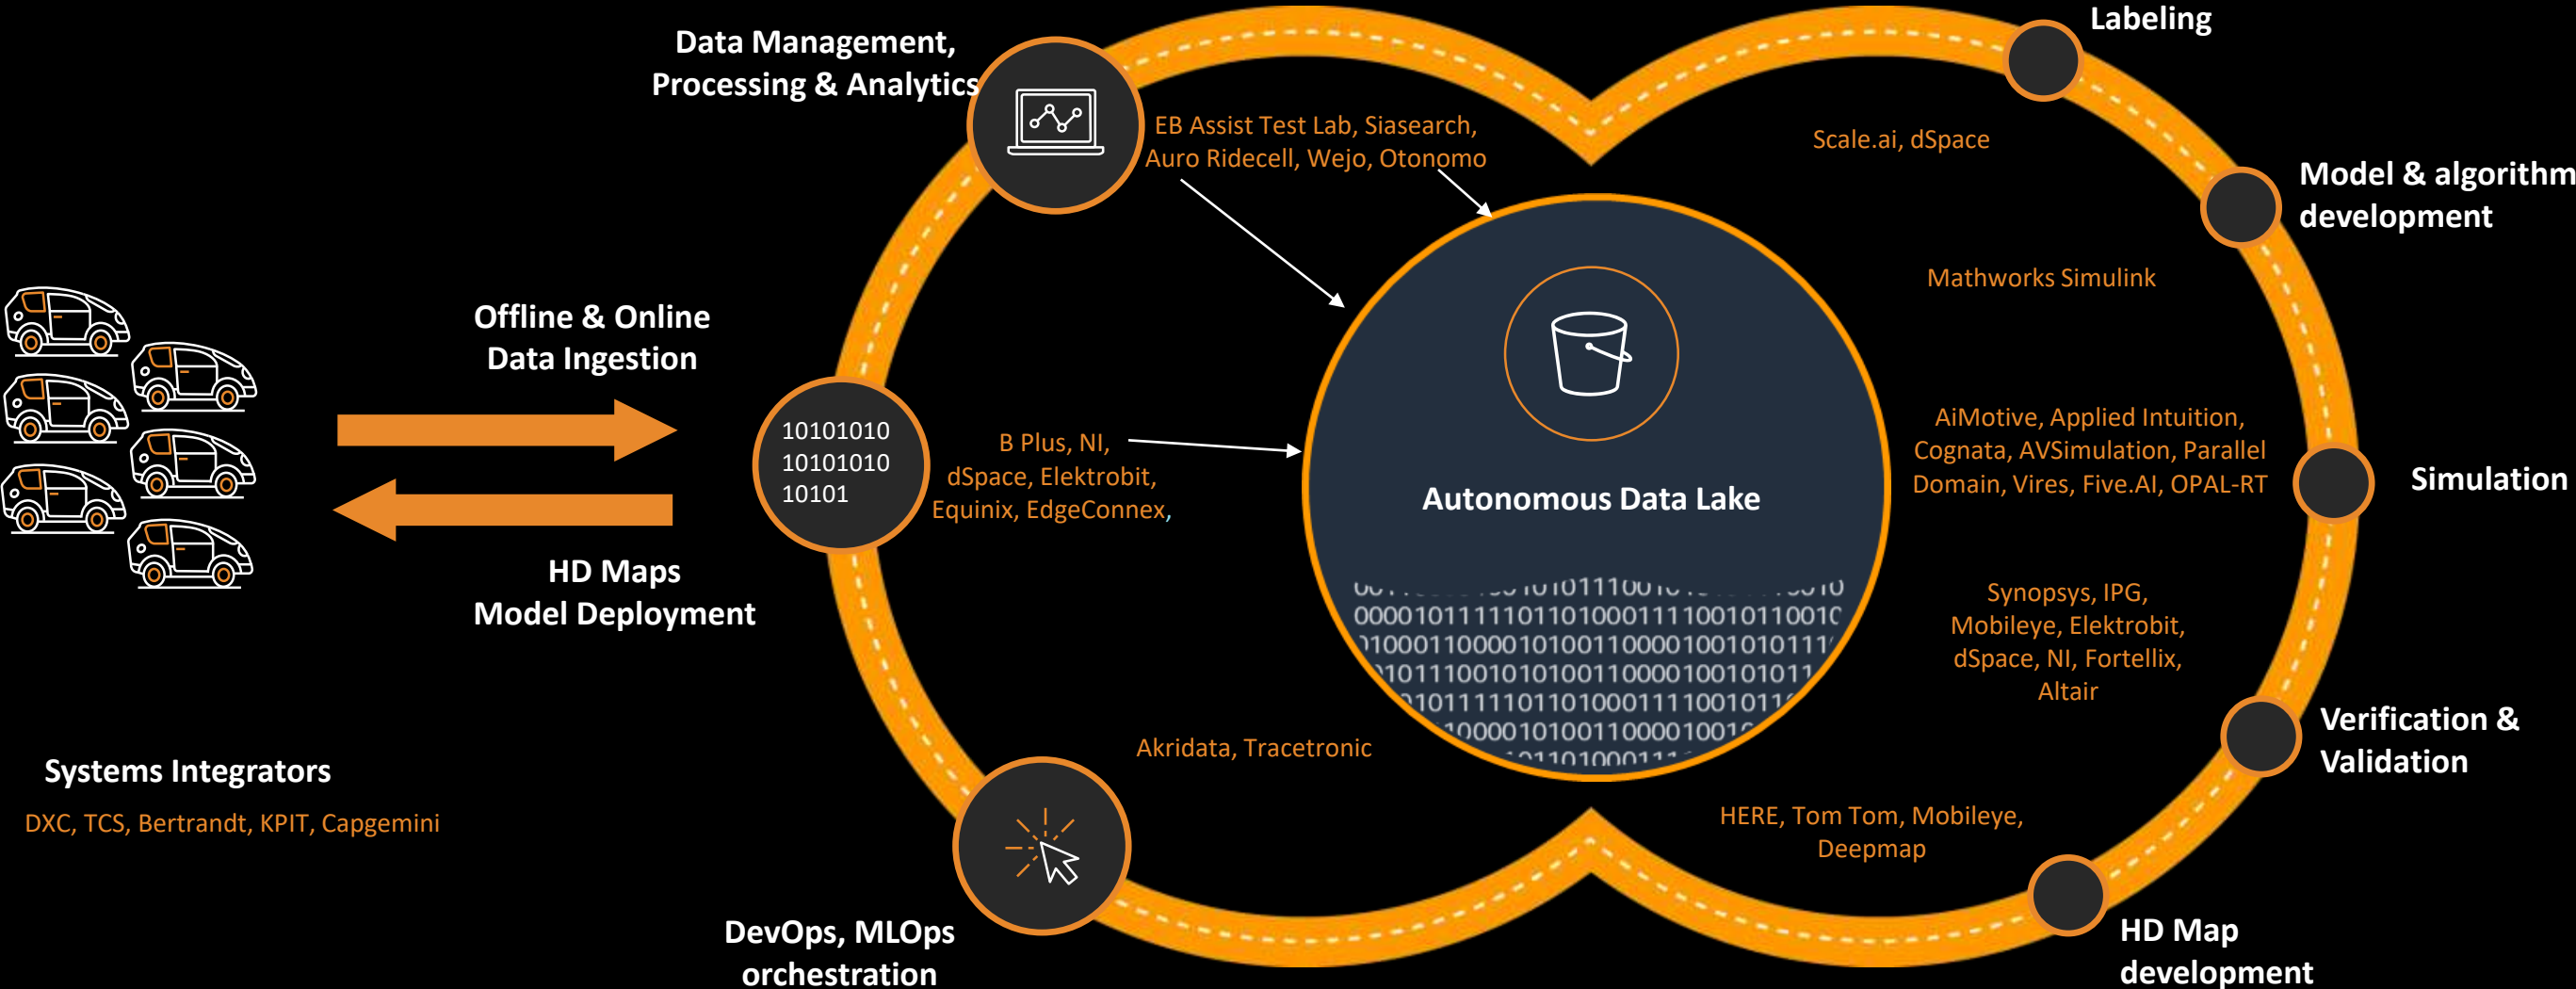 Data Management,
Processing & Analytics
EB Assist Test Lab, Siasearch,
Auro Ridecell, Wejo, Otonomo
Labeling
Scale.ai, dSpace
Model & algorithm
development
Mathworks Simulink
Offline & Online
Data Ingestion
10101010
10101010
10101
B Plus, NI,
dSpace, Elektrobit,
Equinix, EdgeConnex,
HD Maps
Model Deployment
Autonomous Data Lake
AiMotive, Applied Intuition,
Cognata, AVSimulation, Parallel
Domain, Vires, Five.AI, OPAL-RT
Simulation
Synopsys, IPG,
Mobileye, Elektrobit,
dSpace, NI, Fortellix,
Altair
Verification &
Validation
Systems Integrators
DXC, TCS, Bertrandt, KPIT, Capgemini
Akridata, Tracetronic
DevOps, MLOps
orchestration
HERE, Tom Tom, Mobileye,
Deepmap
HD Map
development